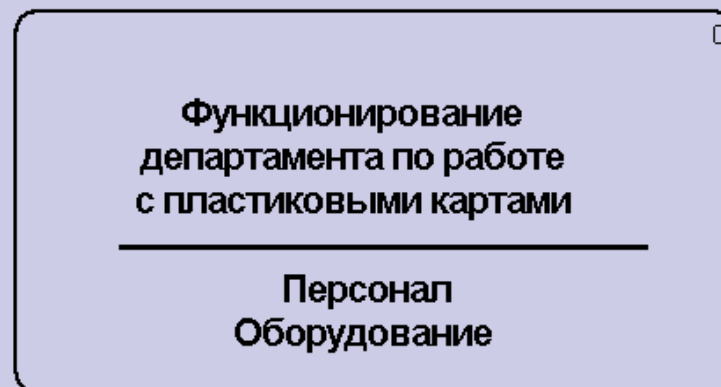 Функционирование
департамента по работе
с пластиковыми картами
Персонал
Оборудование